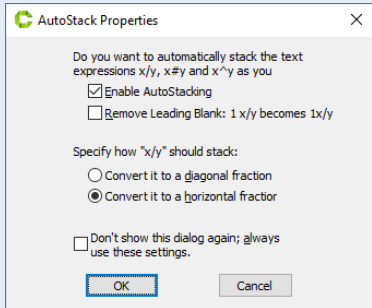 AutoStack Properties
Do you want to automatically stack the text
expressions x/y, x#y and x^y as you
Enable AutoStacking
Remove Leading Blank: 1 x/y becomes 1x/y
Specify how "x/y" should stack:
Convert it to a diagonal fraction
Convert it to a horizontal fractior
Don't show this dialog again; always
use these settings.
OK
Cancel